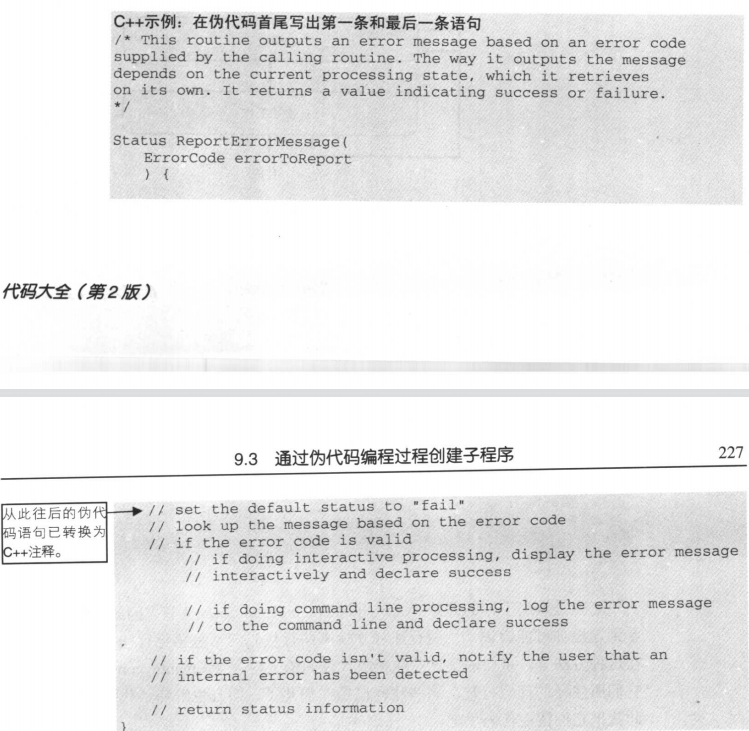 C++示例：在伪代码首尾写出第一条和最后一条语句
/* This routine outputs an error message based on an error code
supplied by the calling routine. The way it outputs the message
depends on the current processing state, which it retrieves
on its own. It returns a value indicating success or failure.
*/
Status ReportErrorMessage(
ErrorCode errorToReport
) {
代码大全（第2版）
9.3 通过伪代码编程过程创建子程序 227
从此往后的伪代
码语句已转换为
C++注释。
// set the default status to "fail"
// look up the message based on the error code
// if the error code is valid
// if doing interactive processing, display the error message
// interactively and declare success
// if doing command line processing, log the error message
// to the command line and declare success
// if the error code isn't valid, notify the user that an
// internal error has been detected
// return status information
}